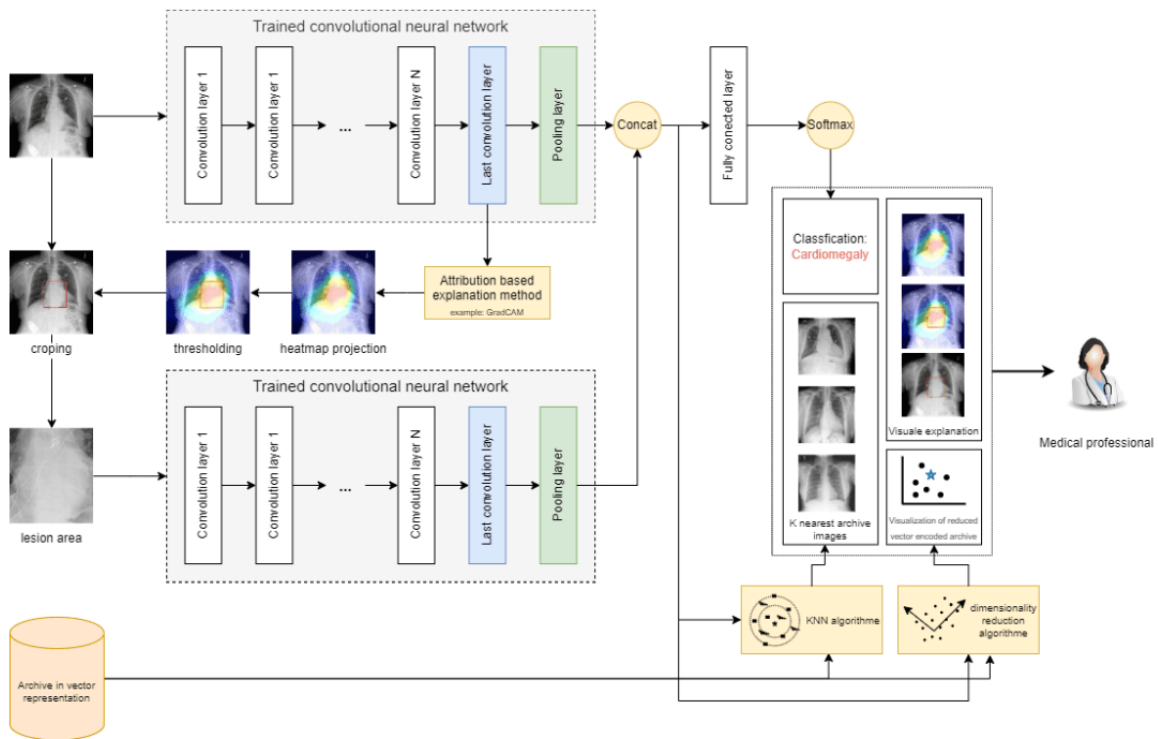 Trained convolutional neural network
Convolution layer 1
Convolution layer 1
...
Convolution layer N
Last convolution layer
Pooling layer
Concat
Fully conected layer
Softmax
Classfication:
Cardiomegaly
Attribution based
explanation method
example: GradCAM
croping
thresholding
heatmap projection
Trained convolutional neural network
Convolution layer 1
Convolution layer 1
...
Convolution layer N
Last convolution layer
Pooling layer
lesion area
K nearest archive
images
Visuale explanation
Visualization of reduced
vector encoded archive
Medical professional
KNN algorithme
dimensionality
reduction
algorithme
Archive in vector
representation